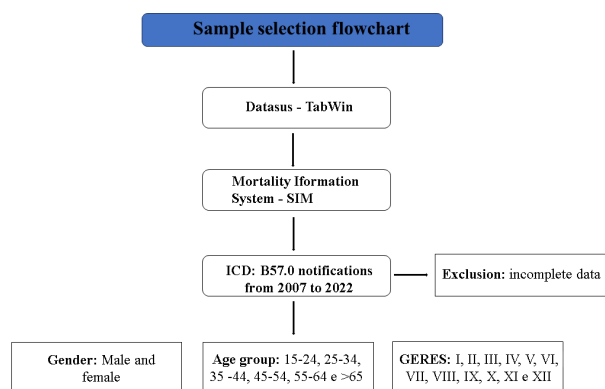 Sample selection flowchart
Datasus - TabWin
Mortality Iformation
System - SIM
ICD: B57.0 notifications
from 2007 to 2022
Exclusion: incomplete data
Gender: Male and
female
Age group: 15-24, 25-34,
35 -44, 45-54, 55-64 e >65
GERES: I, II, III, IV, V, VI,
VII, VIII, IX, X, XI e XII